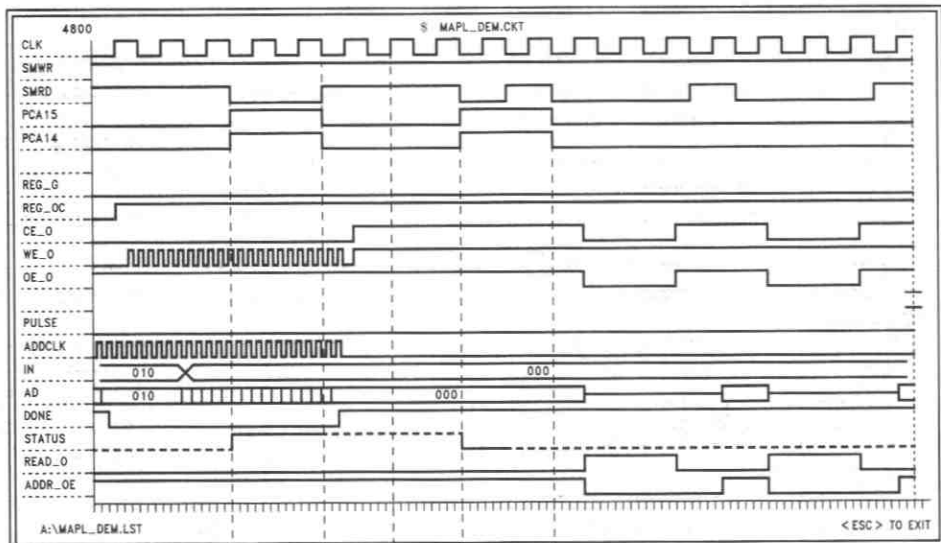 4800
S MAPL_DEM.CKT
CLK
SMWR
SMRD
PCA15
PCA14
REG_G
REG_OC
CE_O
WE_O
OE_O
PULSE
ADDCLK
IN 010 000
AD 010 000
DONE
STATUS
READ_O
ADDR_OE
A:\MAPL_DEM.LST
<ESC> TO EXIT